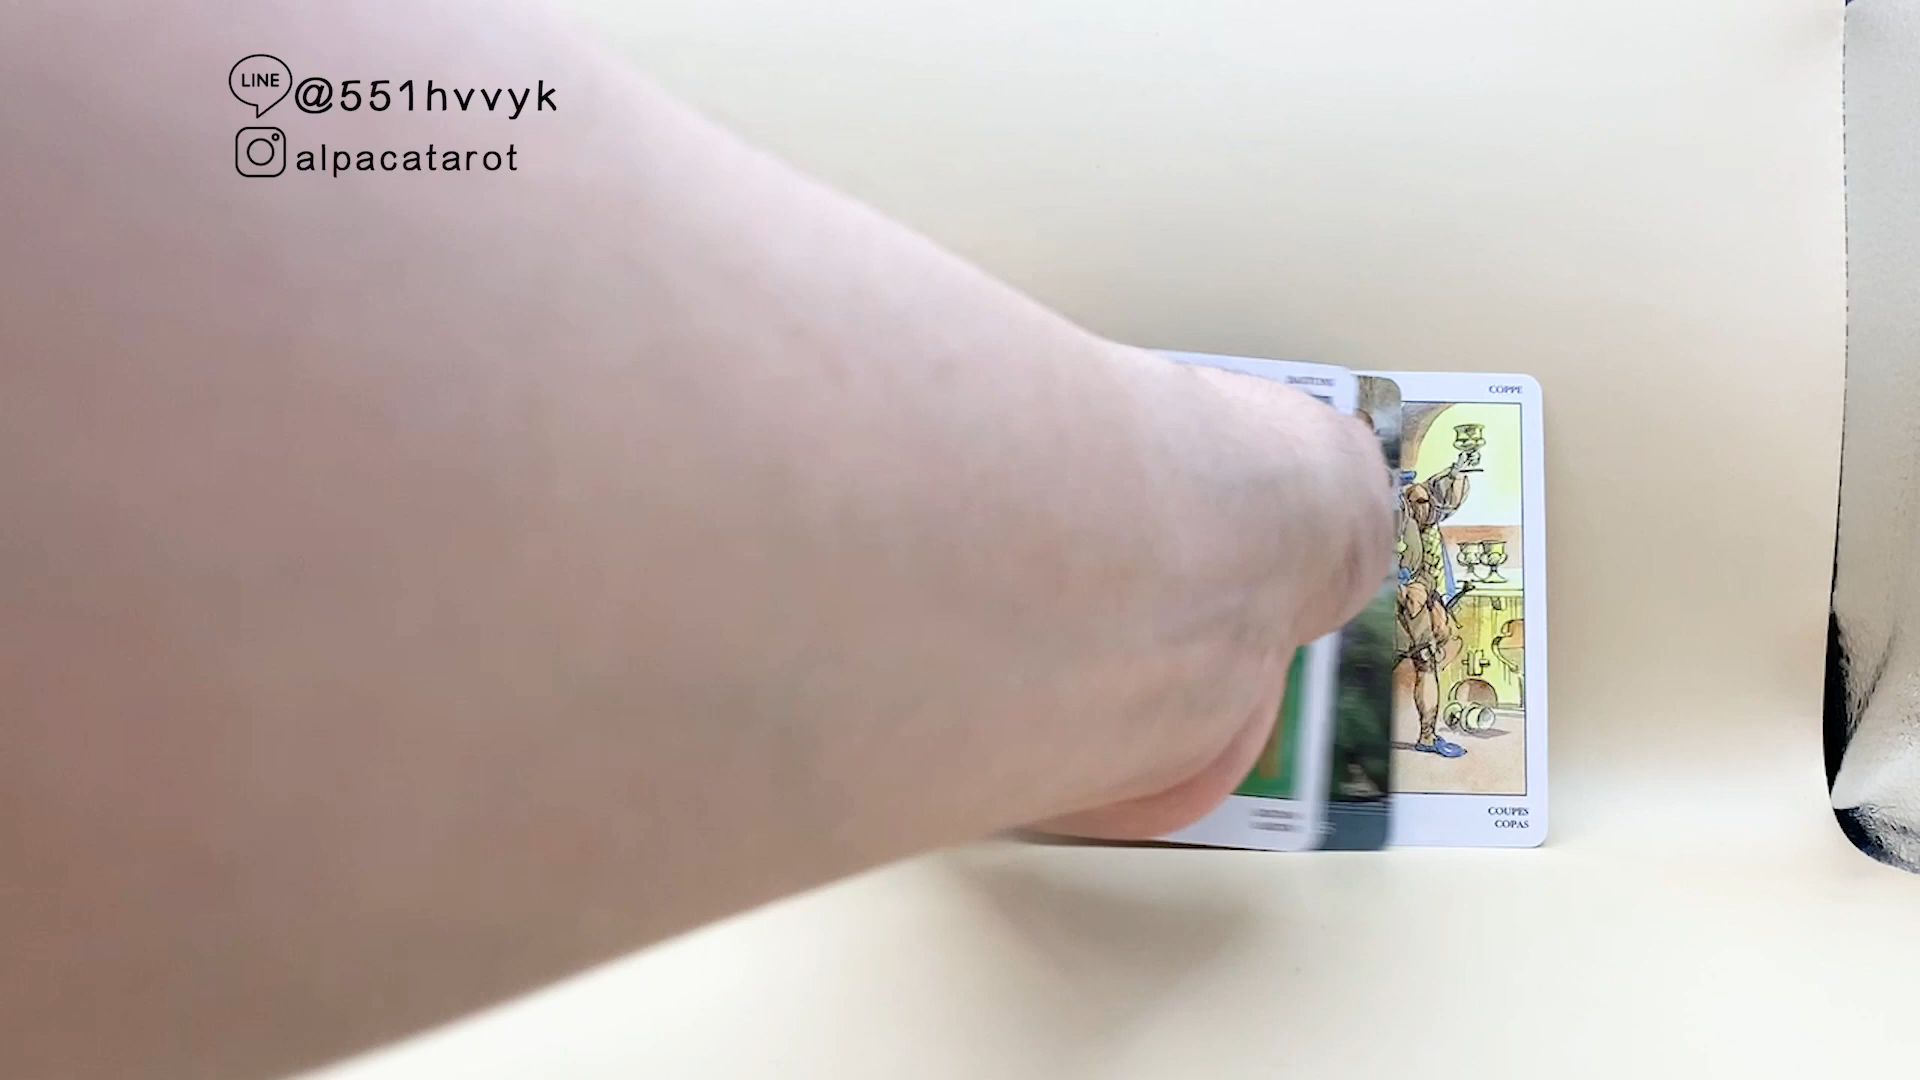 LINE @551hvvyk
alpacatarot
COPPE
COUPES
COPAS